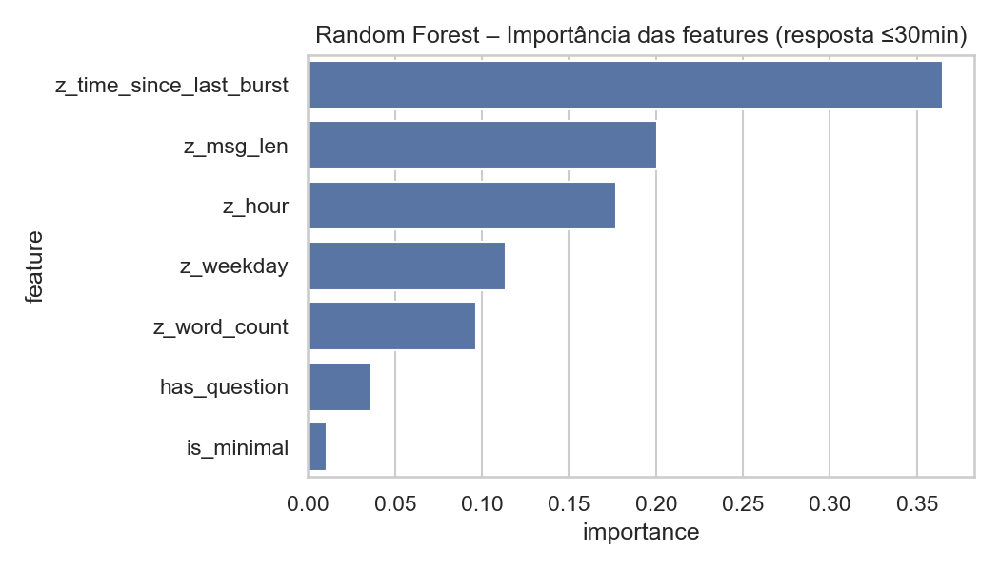 Random Forest – Importância das features (resposta ≤30min)
feature
z_time_since_last_burst
z_msg_len
z_hour
z_weekday
z_word_count
has_question
is_minimal
0.00 0.05 0.10 0.15 0.20 0.25 0.30 0.35
importance